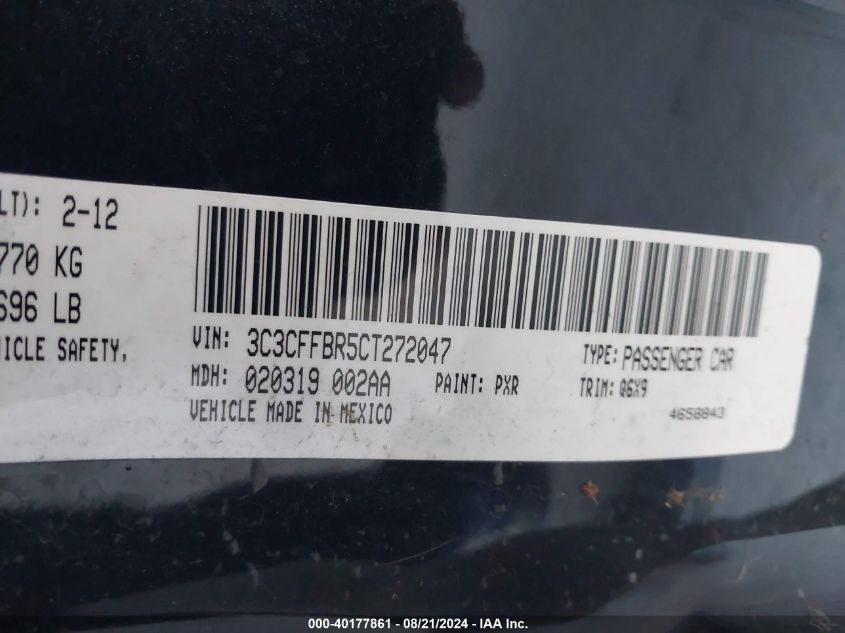 LT): 2-12
770 KG
696 LB
HICLE SAFETY,
VIN: 3C3CFFBR5CT272047 TYPE: PASSENGER CAR
MDH: 020319 002AA PAINT: PXR TRIM: Q6X9
VEHICLE MADE IN MEXICO 4658843
000-40177861 - 08/21/2024 - IAA Inc.